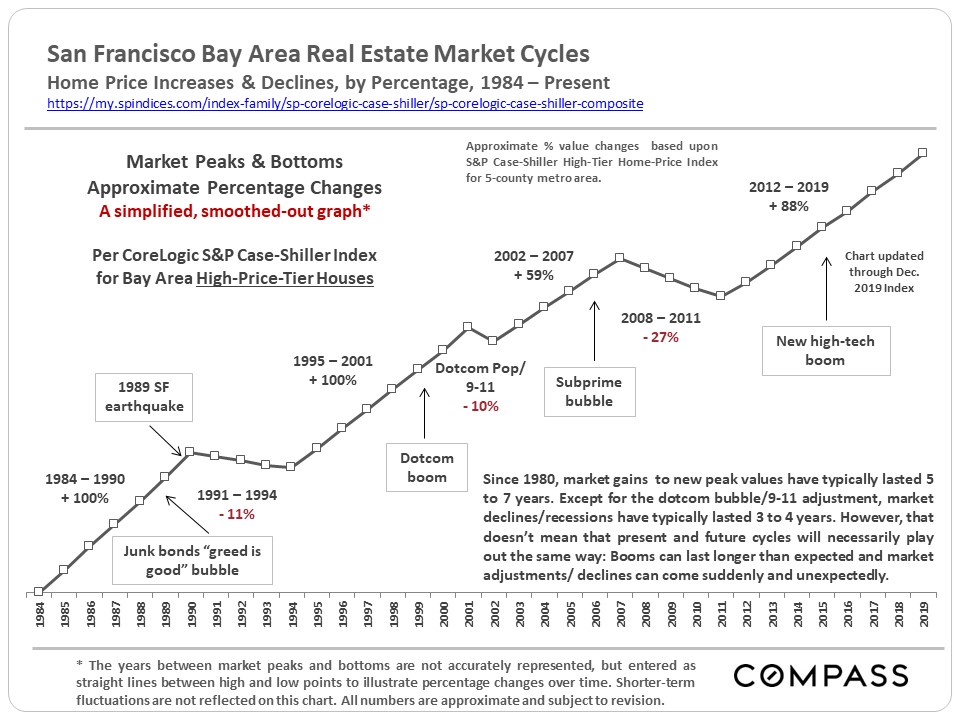 San Francisco Bay Area Real Estate Market Cycles
Home Price Increases & Declines, by Percentage, 1984 – Present
https://my.spindices.com/index-family/sp-corelogic-case-shiller/sp-corelogic-case-shiller-composite
Market Peaks & Bottoms
Approximate Percentage Changes
A simplified, smoothed-out graph*
Per CoreLogic S&P Case-Shiller Index
for Bay Area High-Price-Tier Houses
Approximate % value changes based upon
S&P Case-Shiller High-Tier Home-Price Index
for 5-county metro area.
2012 – 2019
+ 88%
2002 – 2007
+ 59%
Chart updated
through Dec.
2019 Index
2008 – 2011
- 27%
New high-tech
boom
1995 – 2001
+ 100%
Dotcom Pop/
9-11
- 10%
Subprime
bubble
1989 SF
earthquake
Dotcom
boom
1984 – 1990
+ 100%
1991 – 1994
- 11%
Junk bonds “greed is
good” bubble
Since 1980, market gains to new peak values have typically lasted 5
to 7 years. Except for the dotcom bubble/9-11 adjustment, market
declines/recessions have typically lasted 3 to 4 years. However, that
doesn’t mean that present and future cycles will necessarily play
out the same way: Booms can last longer than expected and market
adjustments/ declines can come suddenly and unexpectedly.
1984
1985
1986
1987
1988
1989
1990
1991
1992
1993
1994
1995
1996
1997
1998
1999
2000
2001
2002
2003
2004
2005
2006
2007
2008
2009
2010
2011
2012
2013
2014
2015
2016
2017
2018
2019
* The years between market peaks and bottoms are not accurately represented, but entered as
straight lines between high and low points to illustrate percentage changes over time. Shorter-term
fluctuations are not reflected on this chart. All numbers are approximate and subject to revision.
COMPASS